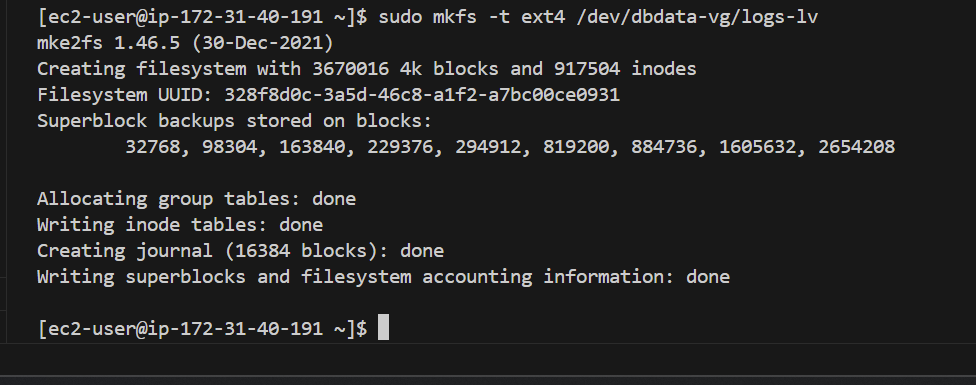 [ec2-user@ip-172-31-40-191 ~]$ sudo mkfs -t ext4 /dev/dbdata-vg/logs-lv
mke2fs 1.46.5 (30-Dec-2021)
Creating filesystem with 3670016 4k blocks and 917504 inodes
Filesystem UUID: 328f8d0c-3a5d-46c8-a1f2-a7bc00ce0931
Superblock backups stored on blocks:
        32768, 98304, 163840, 229376, 294912, 819200, 884736, 1605632, 2654208
Allocating group tables: done
Writing inode tables: done
Creating journal (16384 blocks): done
Writing superblocks and filesystem accounting information: done
[ec2-user@ip-172-31-40-191 ~]$